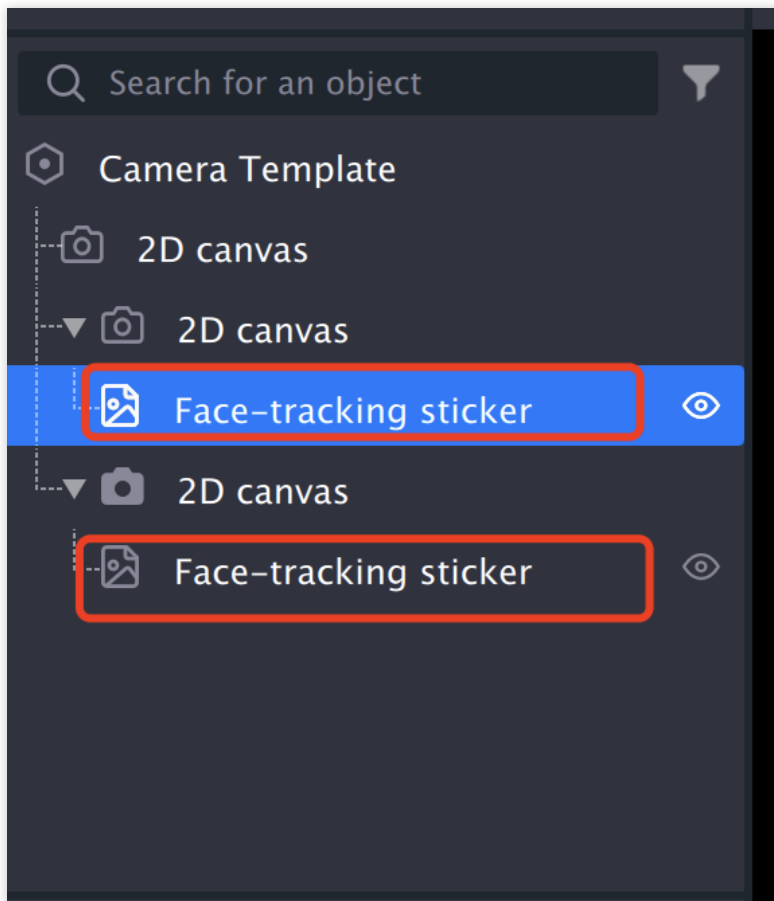 Search for an object
Camera Template
2D canvas
2D canvas
Face-tracking sticker
2D canvas
Face-tracking sticker